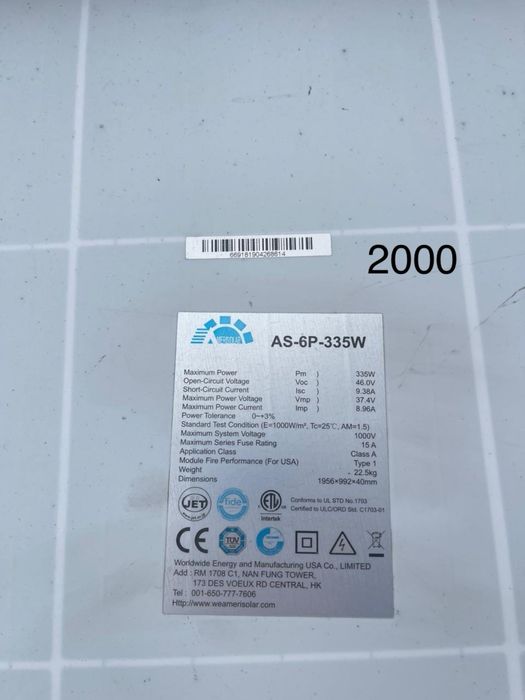 669181904268614
2000
AMERISOLAR
AS-6P-335W
Maximum Power Pm ) 335W
Open-Circuit Voltage Voc ) 46.0V
Short-Circuit Current Isc ) 9.38A
Maximum Power Voltage Vmp ) 37.4V
Maximum Power Current Imp ) 8.96A
Power Tolerance 0~+3%
Standard Test Condition (E=1000W/m², Tc=25℃, AM=1.5)
Maximum System Voltage 1000V
Maximum Series Fuse Rating 15 A
Application Class Class A
Module Fire Performance (For USA) Type 1
Weight 22.5kg
Dimensions 1956×992×40mm
JET Tide ETL Conforms to UL STD No.1703
Intertek Certified to ULC/ORD Std. C1703-01
CE TUV
Worldwide Energy and Manufacturing USA Co., LIMITED
Add : RM 1708 C1, NAN FUNG TOWER,
173 DES VOEUX RD CENTRAL, HK
Tel : 001-650-777-7606
Http://www.weamerisolar.com